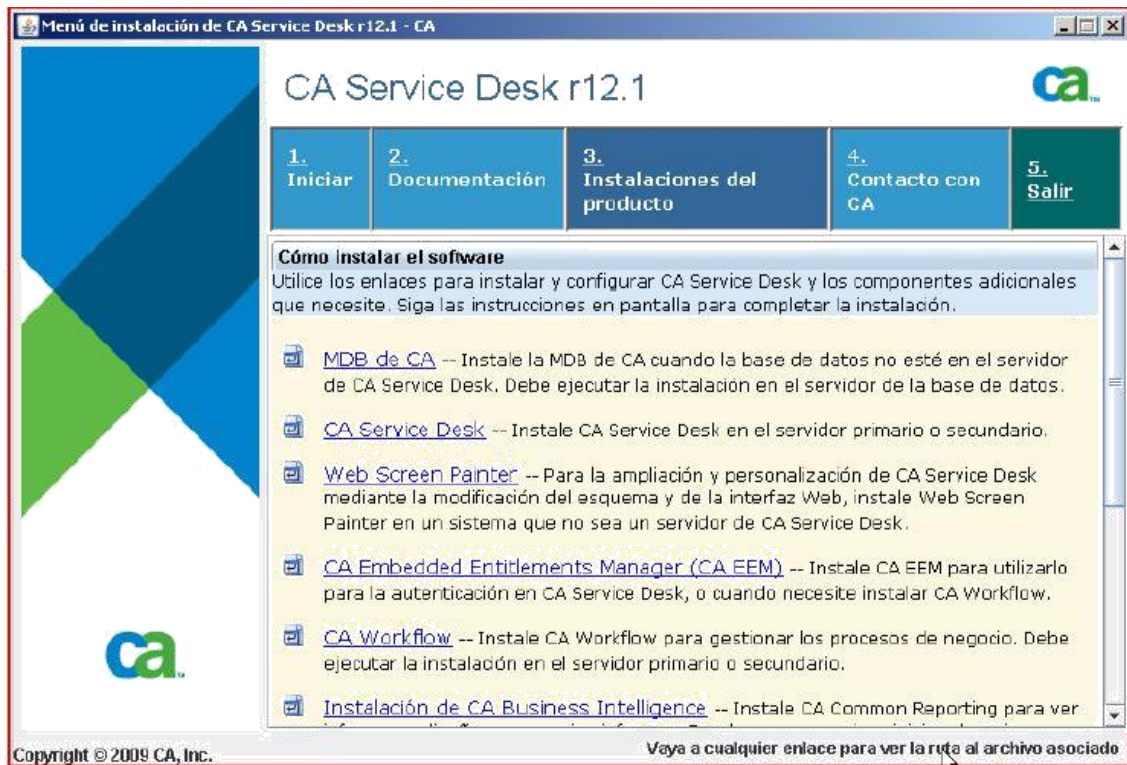 Menú de instalación de CA Service Desk r12.1 - CA
CA Service Desk r12.1
ca
1.
Iniciar
2.
Documentación
3.
Instalaciones del
producto
4.
Contacto con
CA
5.
Salir
Cómo instalar el software
Utilice los enlaces para instalar y configurar CA Service Desk y los componentes adicionales
que necesite. Siga las instrucciones en pantalla para completar la instalación.
MDB de CA -- Instale la MDB de CA cuando la base de datos no esté en el servidor
de CA Service Desk. Debe ejecutar la instalación en el servidor de la base de datos.
CA Service Desk -- Instale CA Service Desk en el servidor primario o secundario.
Web Screen Painter -- Para la ampliación y personalización de CA Service Desk
mediante la modificación del esquema y de la interfaz Web, instale Web Screen
Painter en un sistema que no sea un servidor de CA Service Desk.
CA Embedded Entitlements Manager (CA EEM) -- Instale CA EEM para utilizarlo
para la autenticación en CA Service Desk, o cuando necesite instalar CA Workflow.
CA Workflow -- Instale CA Workflow para gestionar los procesos de negocio. Debe
ejecutar la instalación en el servidor primario o secundario.
Instalación de CA Business Intelligence -- Instale CA Common Reporting para ver
ca
Copyright © 2009 CA, Inc.
Vaya a cualquier enlace para ver la ruta al archivo asociado